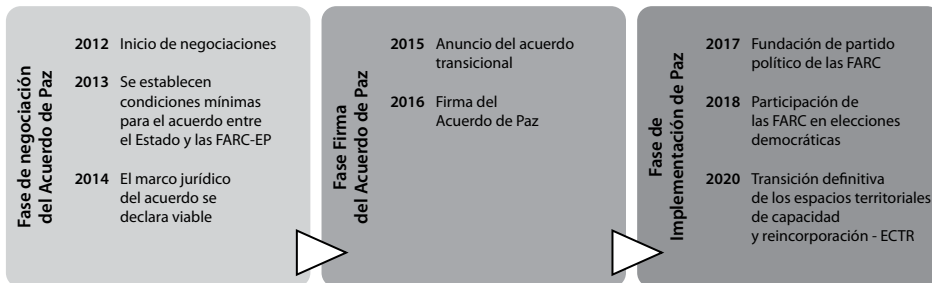 Fase de negociación
del Acuerdo de Paz
2012 Inicio de negociaciones
2013 Se establecen
condiciones mínimas
para el acuerdo entre
el Estado y las FARC-EP
2014 El marco jurídico
del acuerdo se
declara viable
Fase Firma
del Acuerdo de Paz
2015 Anuncio del acuerdo
transicional
2016 Firma del
Acuerdo de Paz
Fase de
Implementación de Paz
2017 Fundación de partido
político de las FARC
2018 Participación de
las FARC en elecciones
democráticas
2020 Transición definitiva
de los espacios territoriales
de capacidad
y reincorporación - ECTR